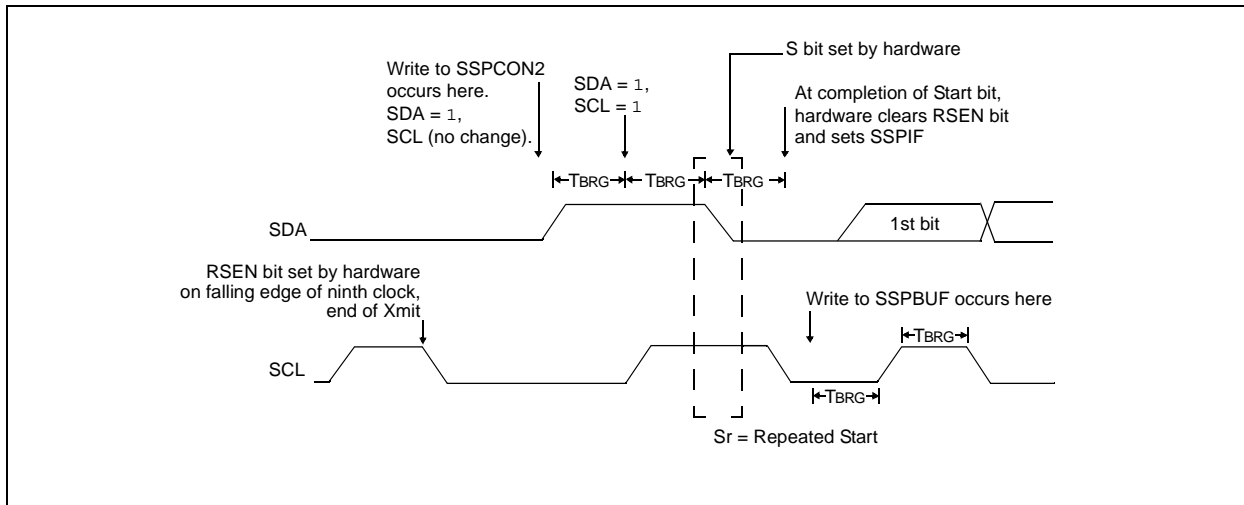 S bit set by hardware
Write to SSPCON2
occurs here.
SDA = 1,
SCL (no change).
SDA = 1,
SCL = 1
At completion of Start bit,
hardware clears RSEN bit
and sets SSPIF
TBRG
TBRG
TBRG
SDA
1st bit
RSEN bit set by hardware
on falling edge of ninth clock,
end of Xmit
Write to SSPBUF occurs here
TBRG
SCL
TBRG
Sr = Repeated Start